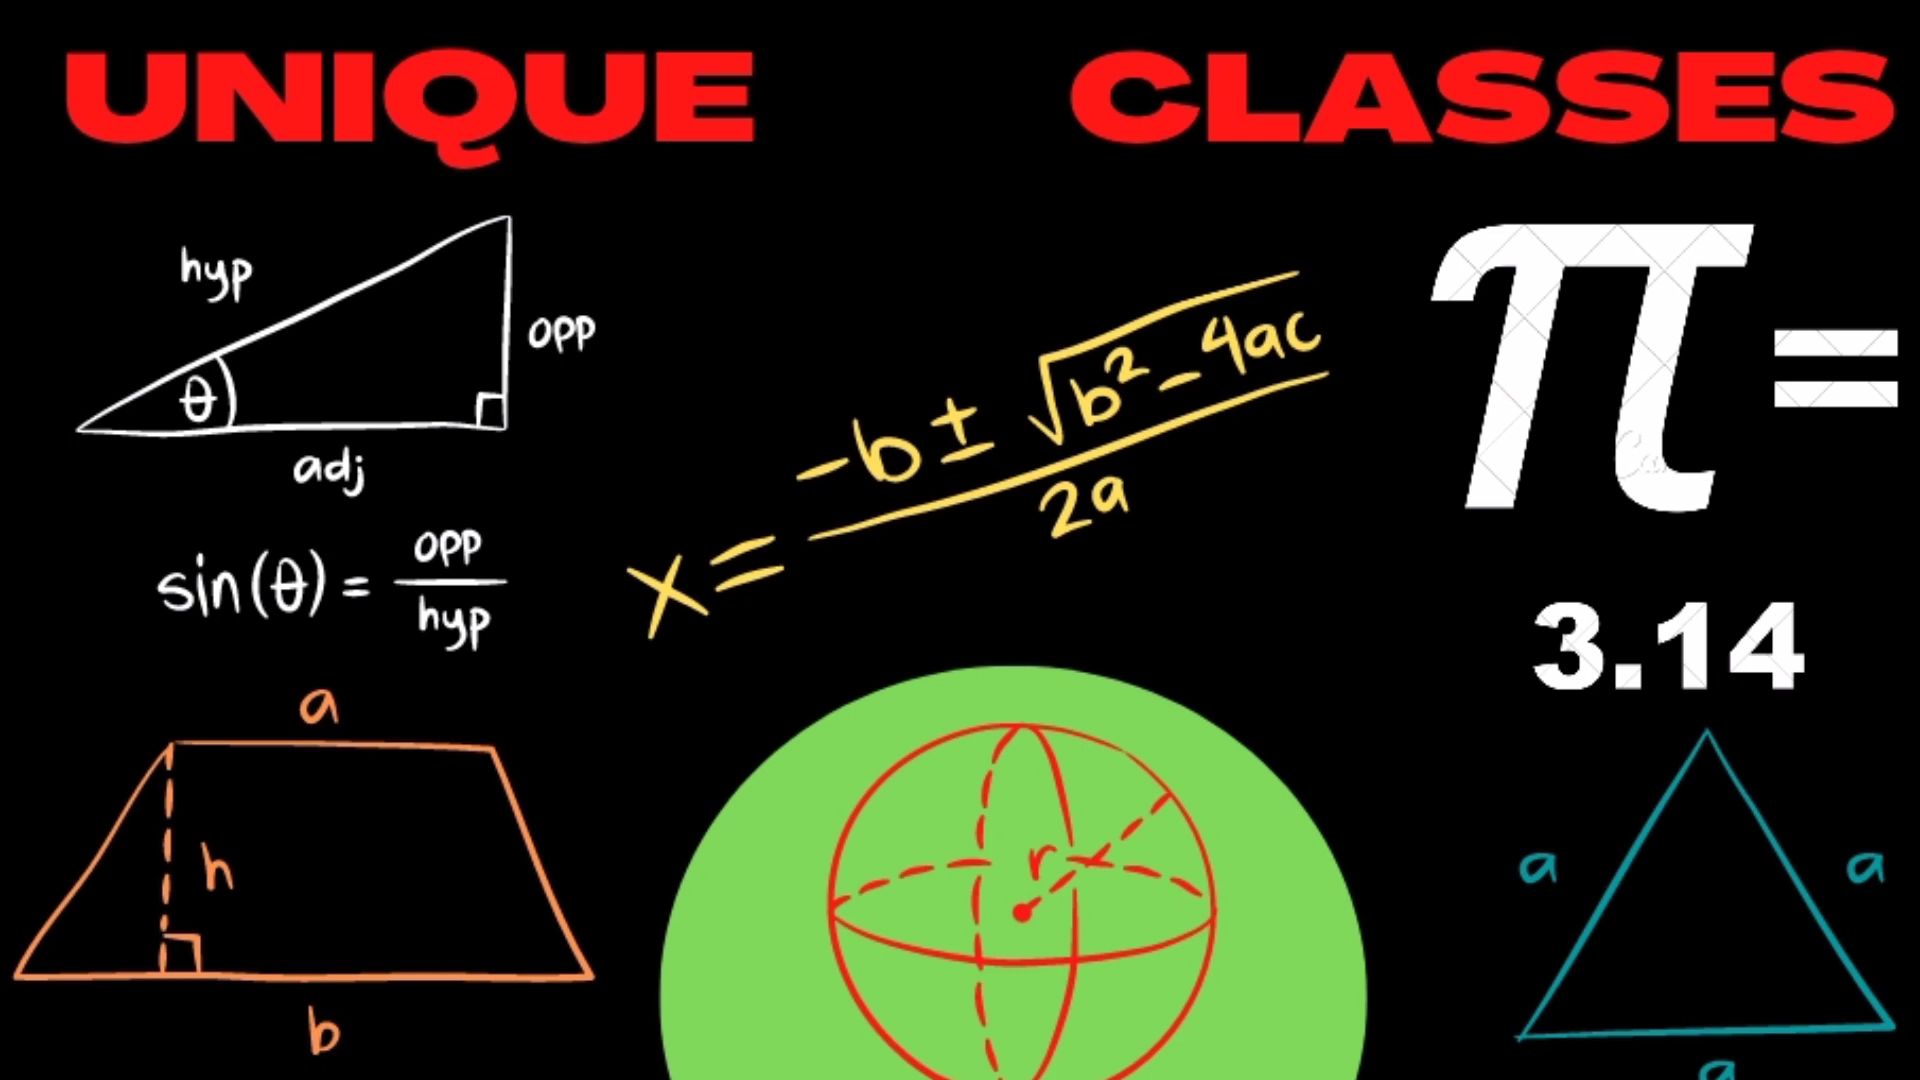 UNIQUE CLASSES
hyp
opp
θ
adj
sin(θ) = opp/hyp
x = -b ± √b² - 4ac / 2a
π =
3.14
a
h
b
r
a
a
a